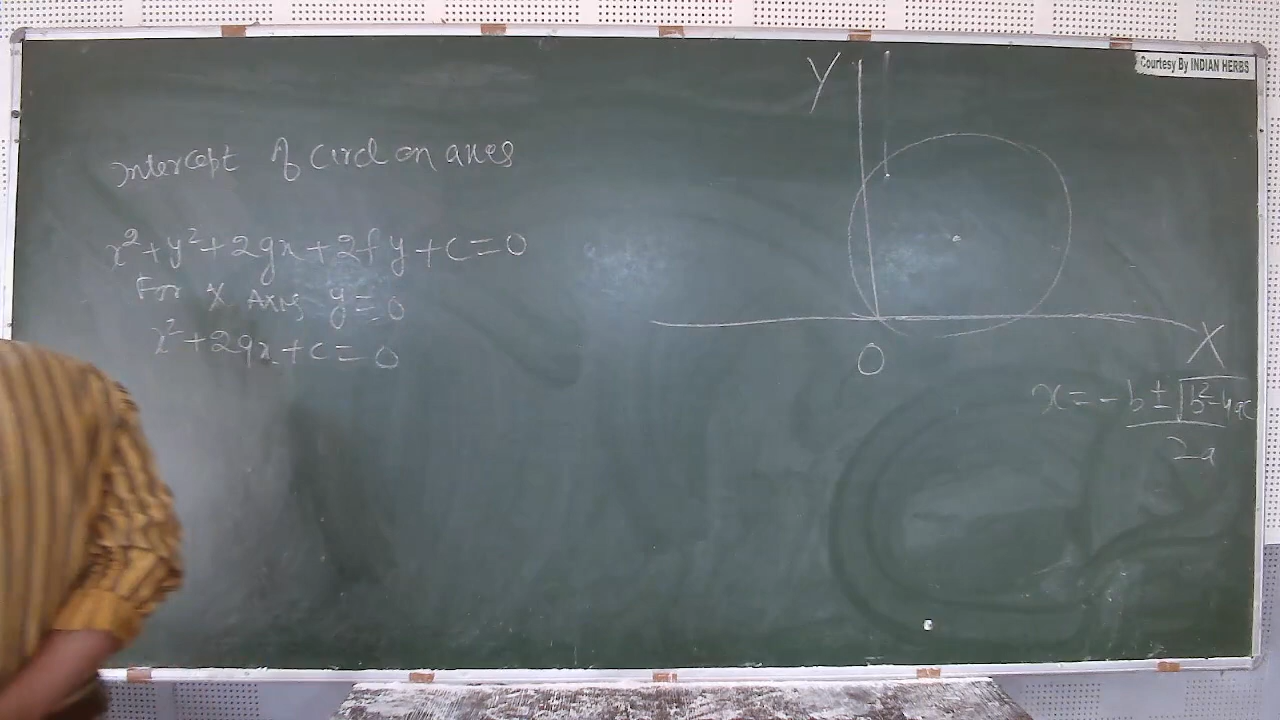 Courtesy By INDIAN HERBS
Intercept of Circl on axes
x²+y²+2gx+2fy+c=0
For X Axis y=0
x²+2gx+c=0
Y
O
X
x=-b±√b²-4ac
2a